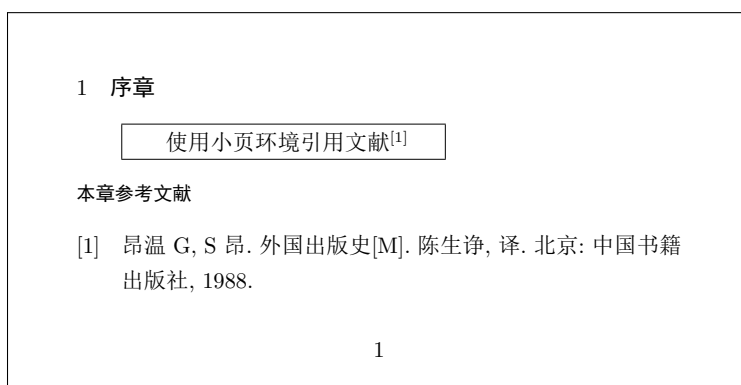 1 序章
使用小页环境引用文献[1]
本章参考文献
[1] 昂温 G, S 昂. 外国出版史[M]. 陈生诤, 译. 北京: 中国书籍
出版社, 1988.
1